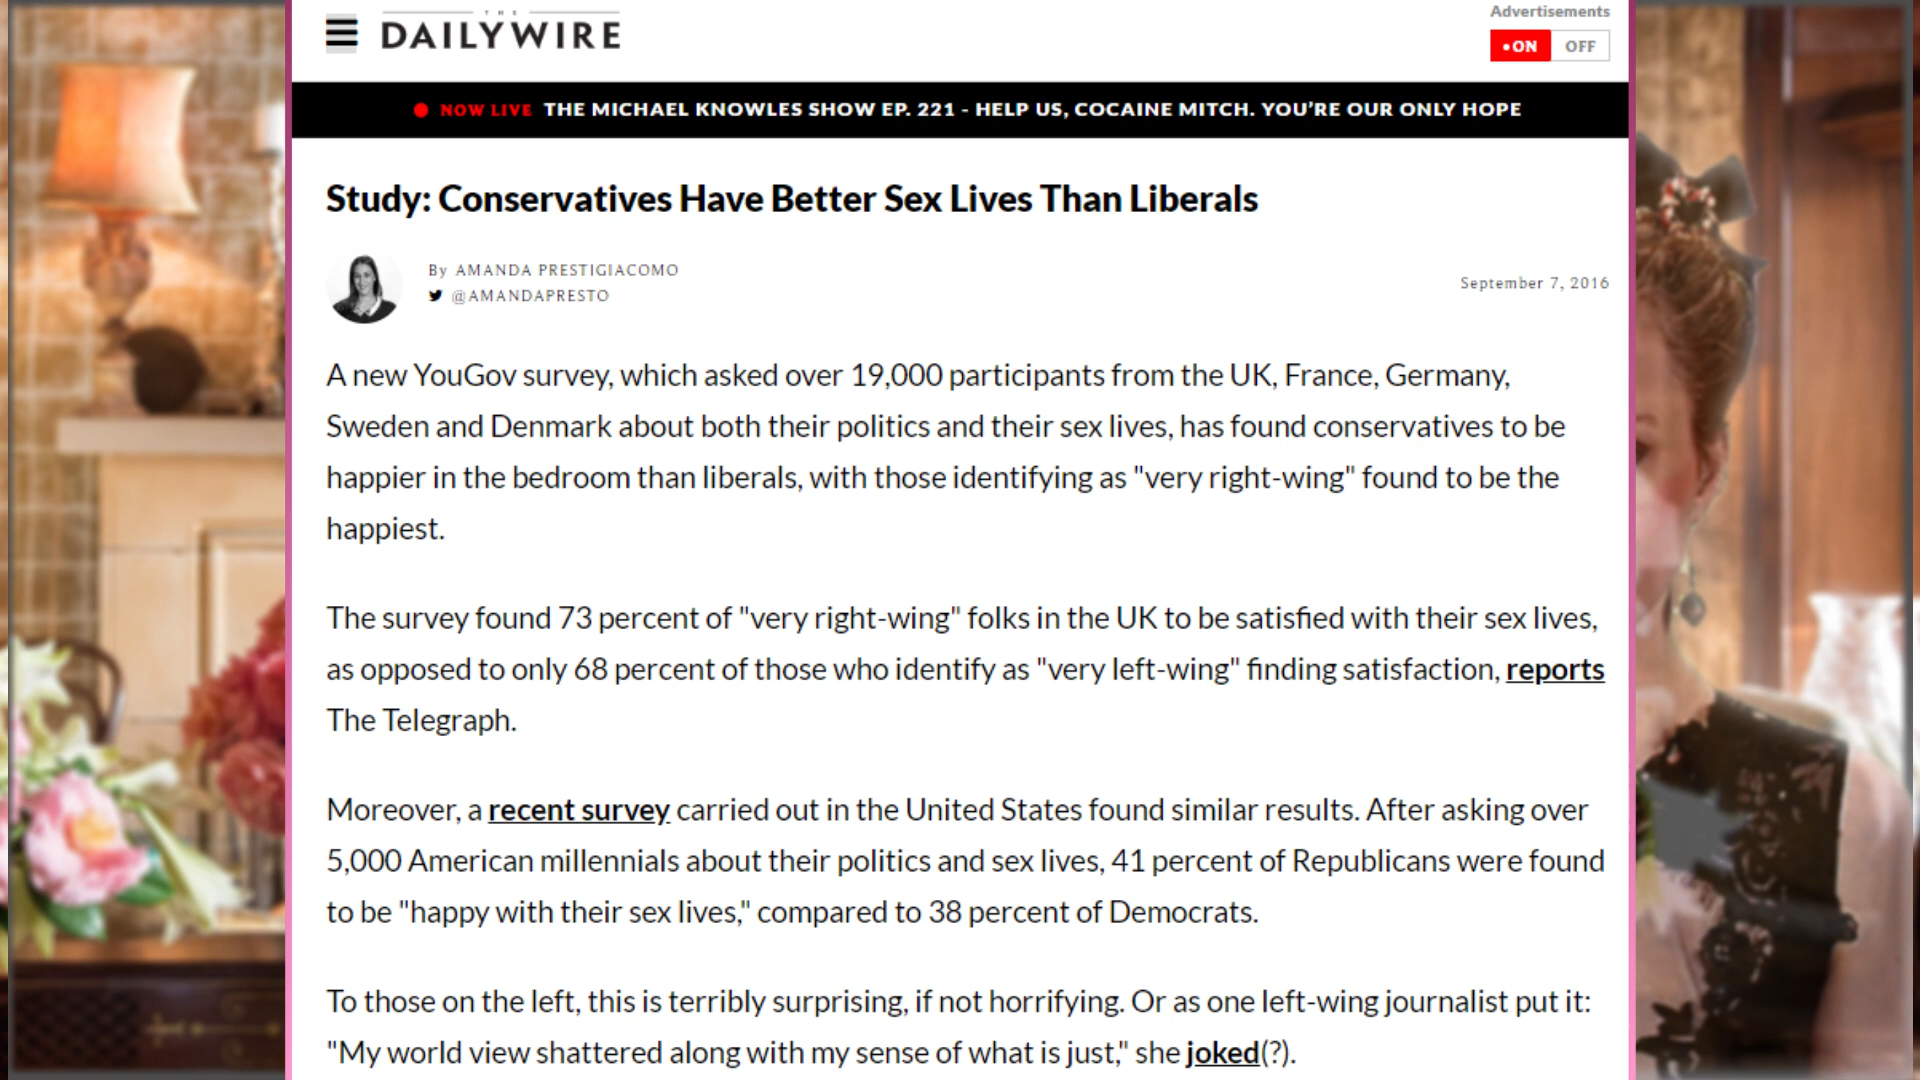 THE
DAILYWIRE
Advertisements
•ON OFF
NOW LIVE THE MICHAEL KNOWLES SHOW EP. 221 - HELP US, COCAINE MITCH. YOU'RE OUR ONLY HOPE
Study: Conservatives Have Better Sex Lives Than Liberals
By AMANDA PRESTIGIACOMO
@AMANDAPRESTO
September 7, 2016
A new YouGov survey, which asked over 19,000 participants from the UK, France, Germany,
Sweden and Denmark about both their politics and their sex lives, has found conservatives to be
happier in the bedroom than liberals, with those identifying as "very right-wing" found to be the
happiest.
The survey found 73 percent of "very right-wing" folks in the UK to be satisfied with their sex lives,
as opposed to only 68 percent of those who identify as "very left-wing" finding satisfaction, reports
The Telegraph.
Moreover, a recent survey carried out in the United States found similar results. After asking over
5,000 American millennials about their politics and sex lives, 41 percent of Republicans were found
to be "happy with their sex lives," compared to 38 percent of Democrats.
To those on the left, this is terribly surprising, if not horrifying. Or as one left-wing journalist put it:
"My world view shattered along with my sense of what is just," she joked(?).